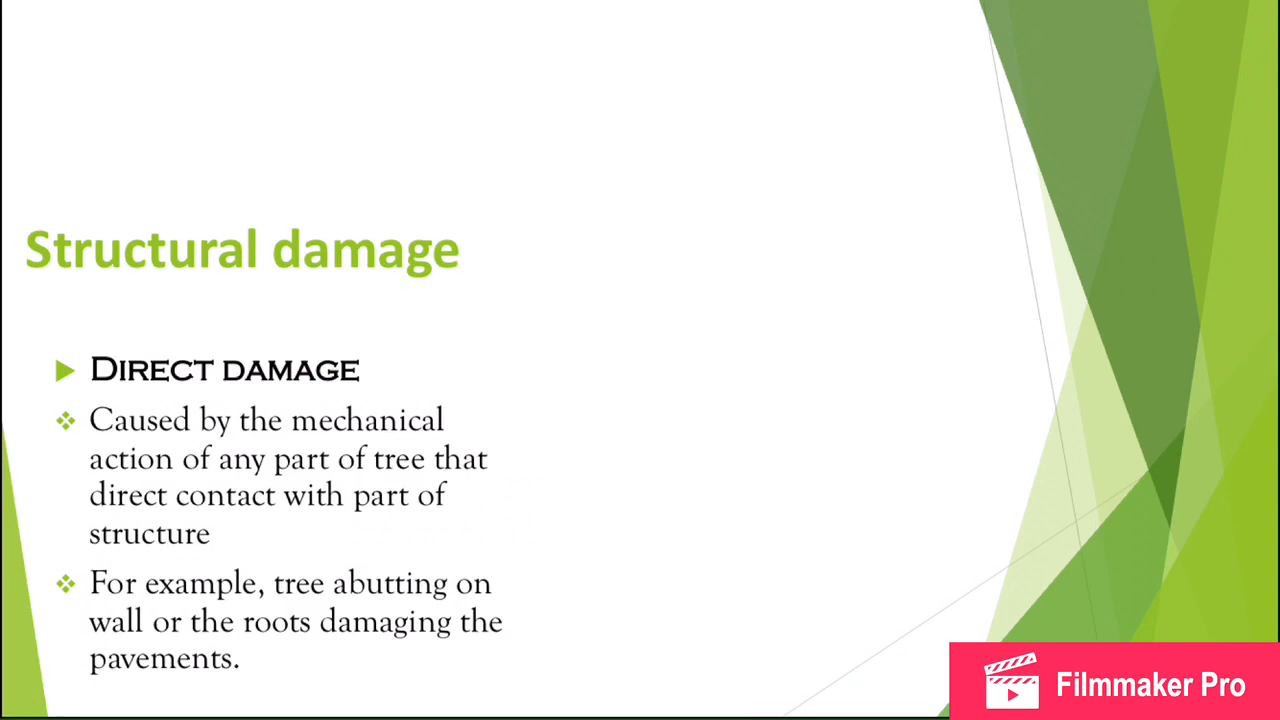 Structural damage
DIRECT DAMAGE
Caused by the mechanical
action of any part of tree that
direct contact with part of
structure
For example, tree abutting on
wall or the roots damaging the
pavements.
Filmmaker Pro